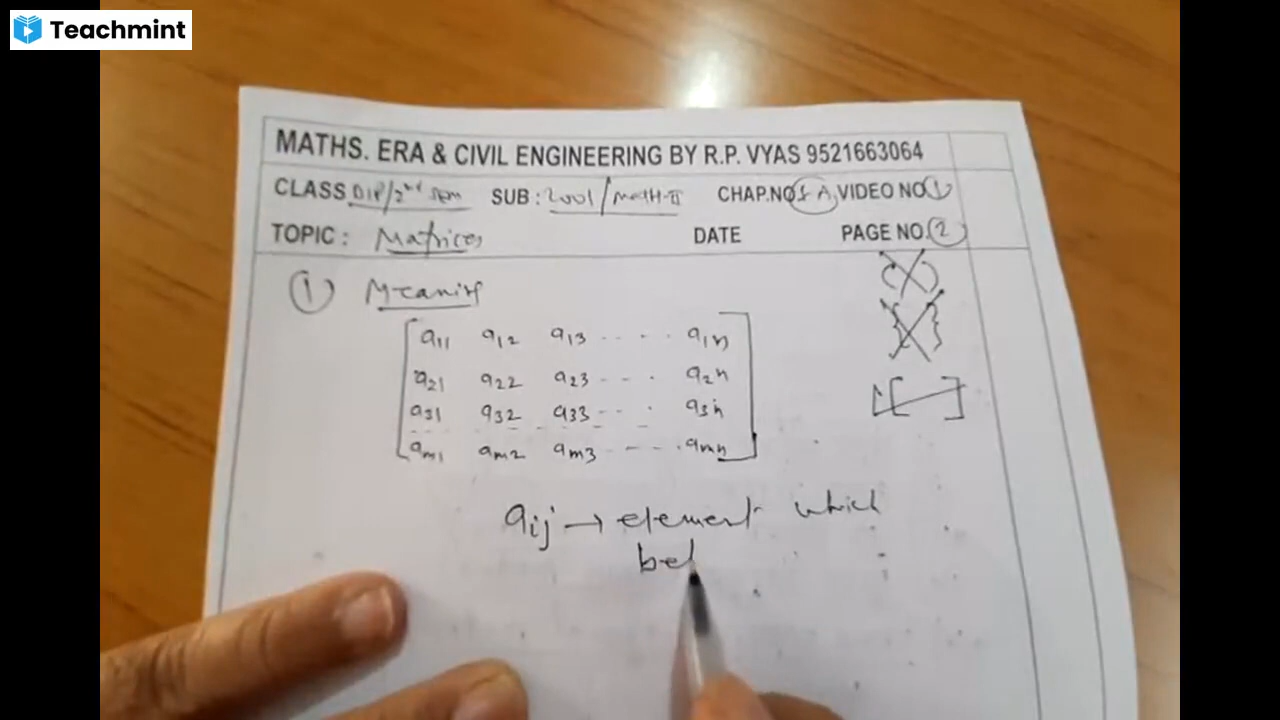 Teachmint
MATHS. ERA & CIVIL ENGINEERING BY R.P. VYAS 9521663064
CLASS DIP/2nd Sem SUB : 2001/Math-II CHAP.NO 1 A, VIDEO NO 1
TOPIC : Matrices DATE PAGE NO. 2
1 Meaning
a11 a12 a13 ..... a1n
a21 a22 a23 --- . a2n
a31 a32 a33 --- . a3n
am1 am2 am3 ---- . amn
[ ]
aij → element which
bel